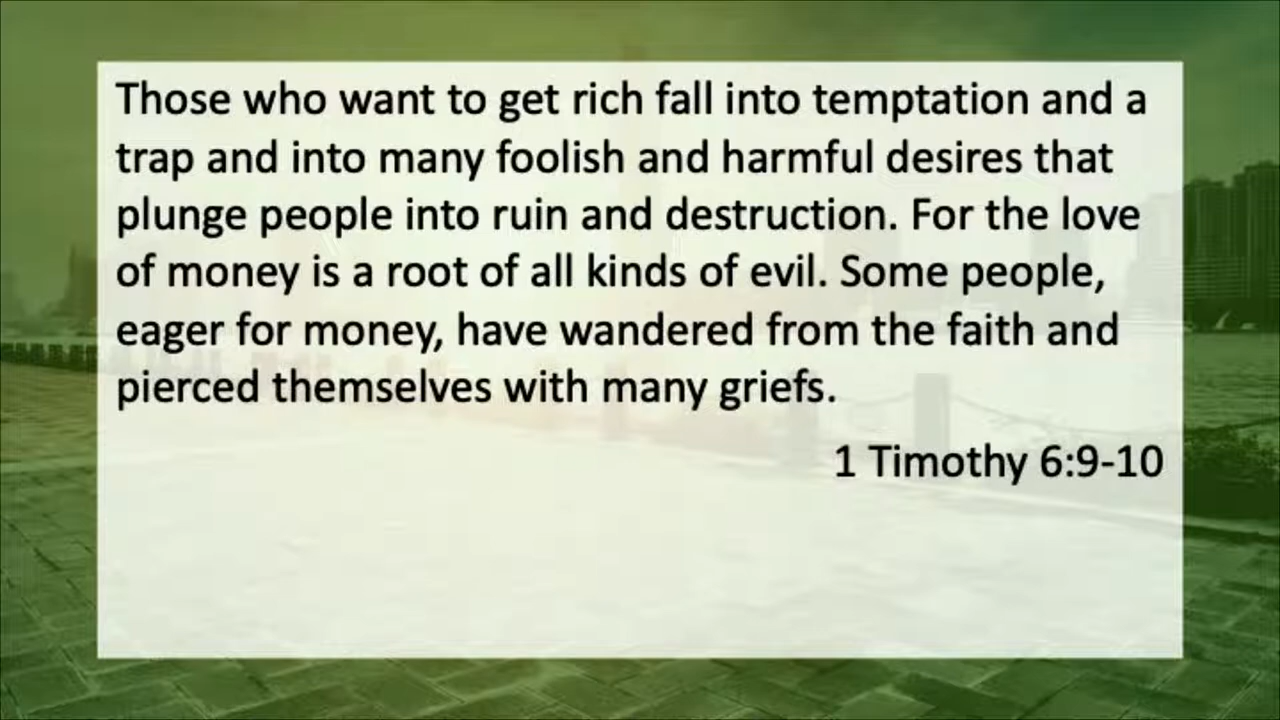 Those who want to get rich fall into temptation and a
trap and into many foolish and harmful desires that
plunge people into ruin and destruction. For the love
of money is a root of all kinds of evil. Some people,
eager for money, have wandered from the faith and
pierced themselves with many griefs.
1 Timothy 6:9-10